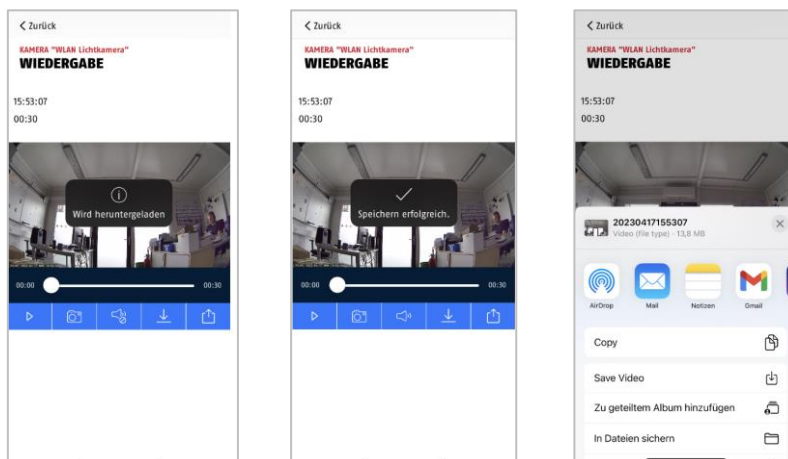 Zurück
KAMERA "WLAN Lichtkamera"
WIEDERGABE
15:53:07
00:30
Wird heruntergeladen
00:00
00:30
Zurück
KAMERA "WLAN Lichtkamera"
WIEDERGABE
15:53:07
00:30
Speichern erfolgreich.
00:00
00:30
Zurück
KAMERA "WLAN Lichtkamera"
WIEDERGABE
15:53:07
00:30
20230417155307
Video (file type) · 13,8 MB
AirDrop Mail Notizen Gmail
Copy
Save Video
Zu geteiltem Album hinzufügen
In Dateien sichern